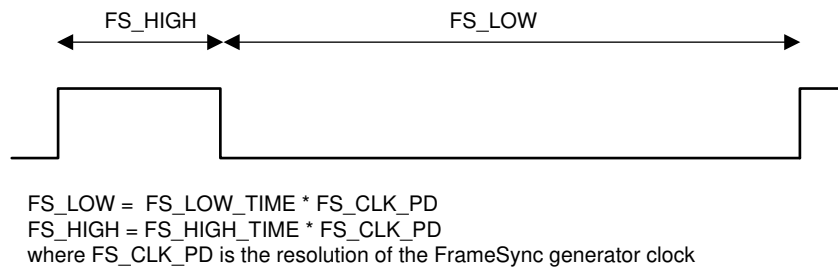 FS_HIGH FS_LOW
FS_LOW = FS_LOW_TIME * FS_CLK_PD
FS_HIGH = FS_HIGH_TIME * FS_CLK_PD
where FS_CLK_PD is the resolution of the FrameSync generator clock